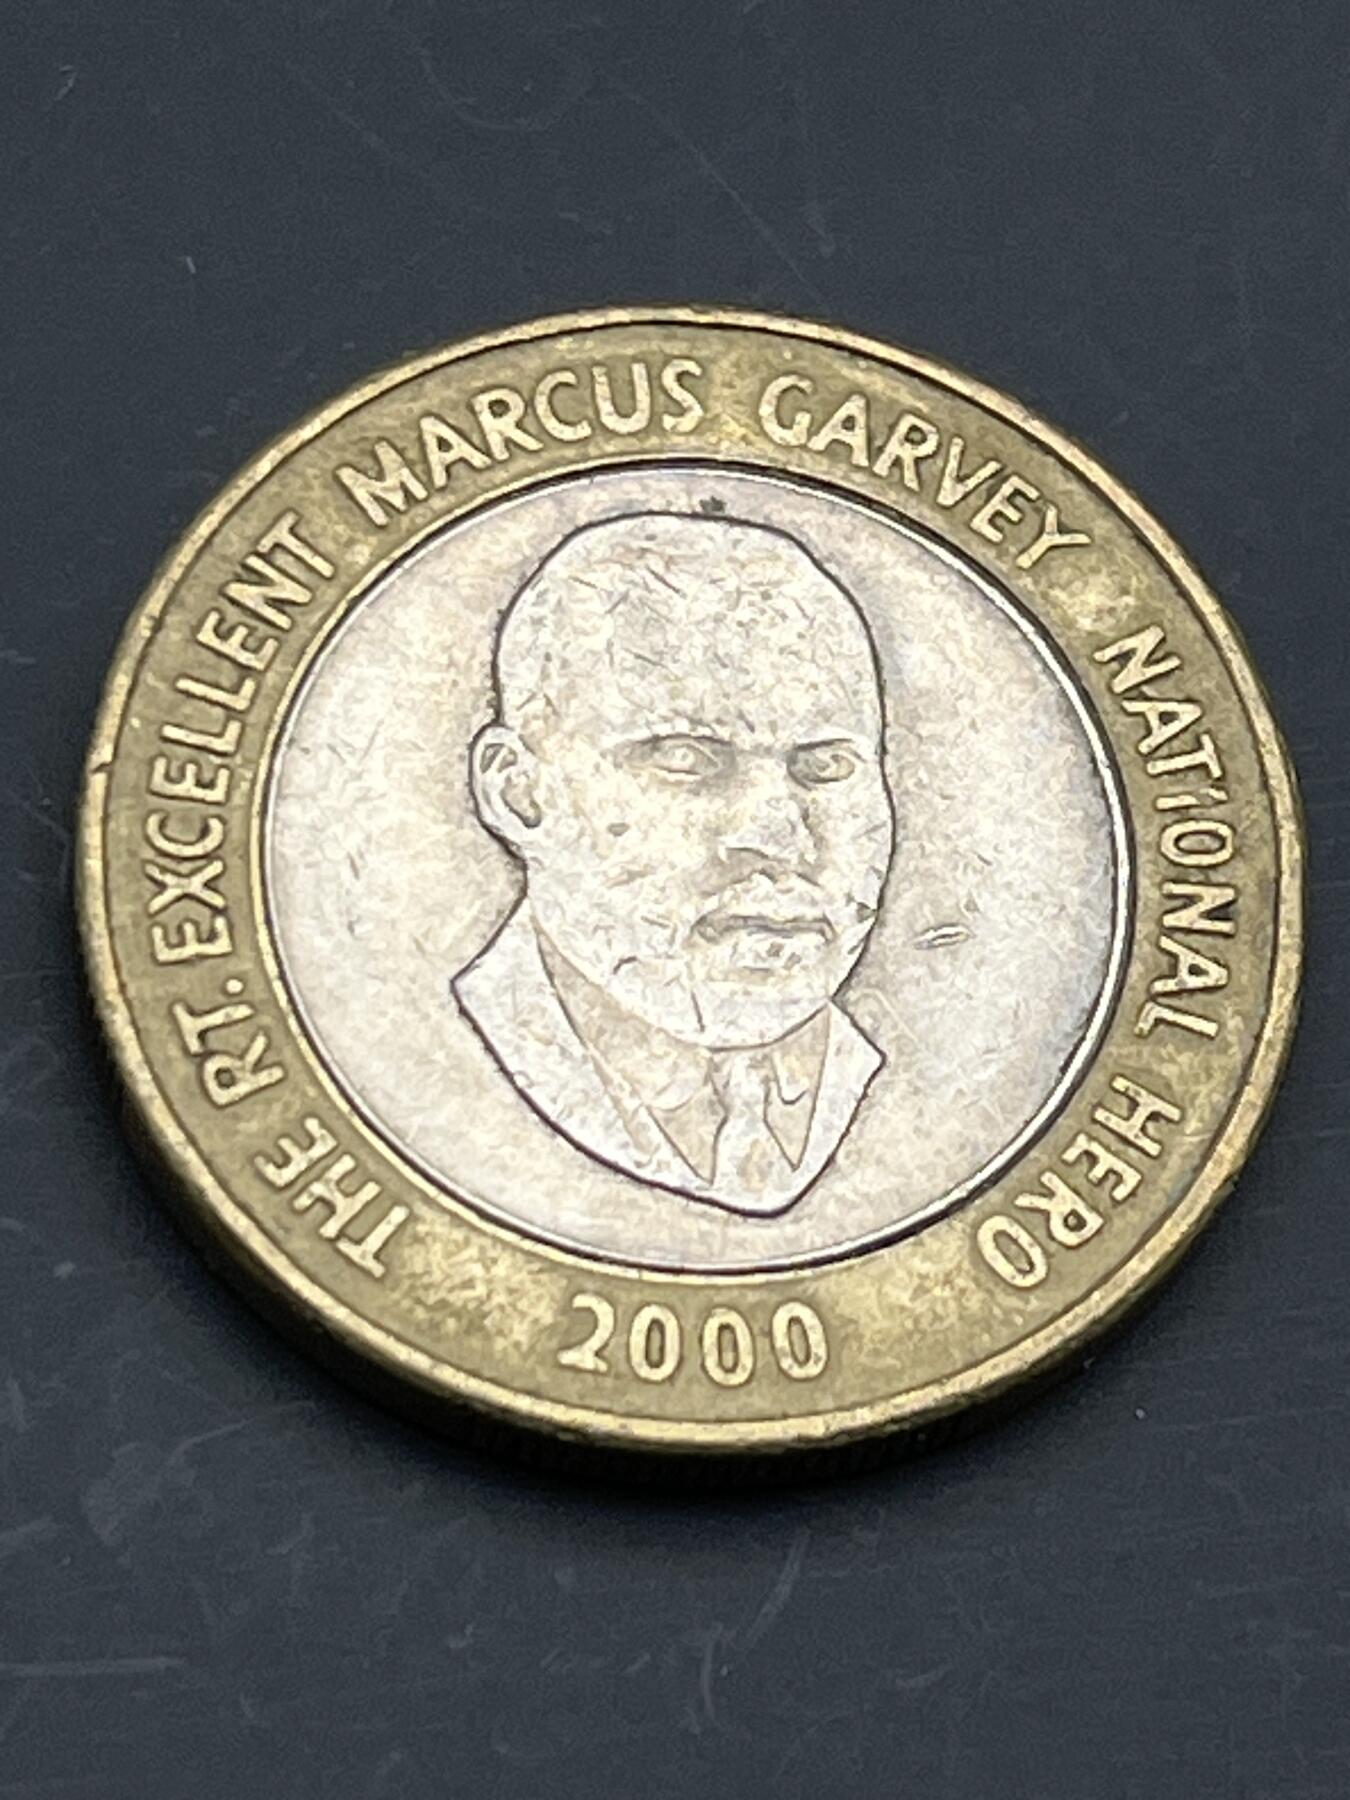 THE RT. EXCELLENT MARCUS GARVEY NATIONAL HERO
2000